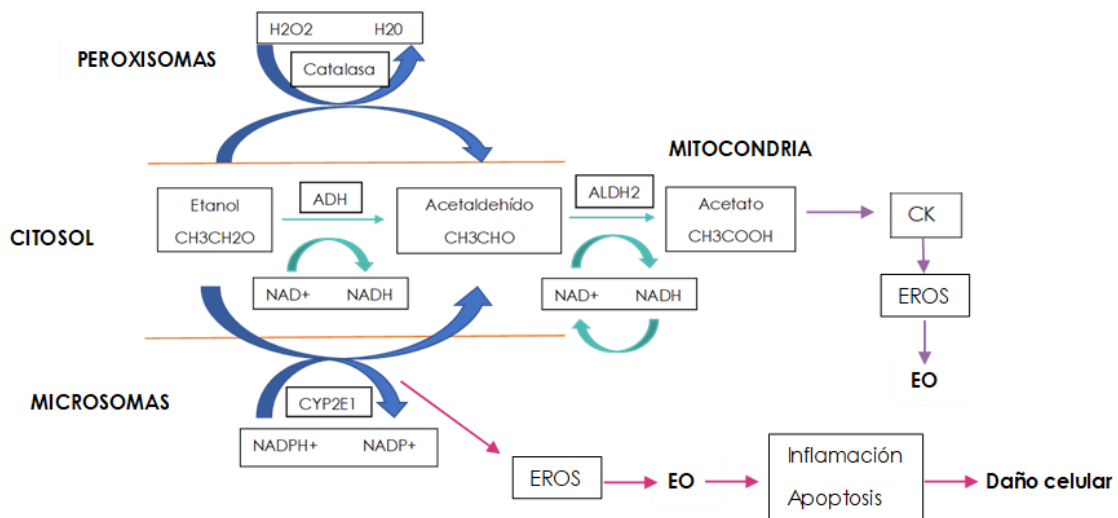 H2O2 H20
PEROXISOMAS
Catalasa
MITOCONDRIA
ADH
ALDH2
Etanol
CH3CH2O
Acetaldehído
CH3CHO
Acetato
CH3COOH
CK
CITOSOL
NAD+ NADH
NAD+ NADH
EROS
EO
MICROSOMAS
CYP2E1
NADPH+ NADP+
EROS
EO
Inflamación
Apoptosis
Daño celular